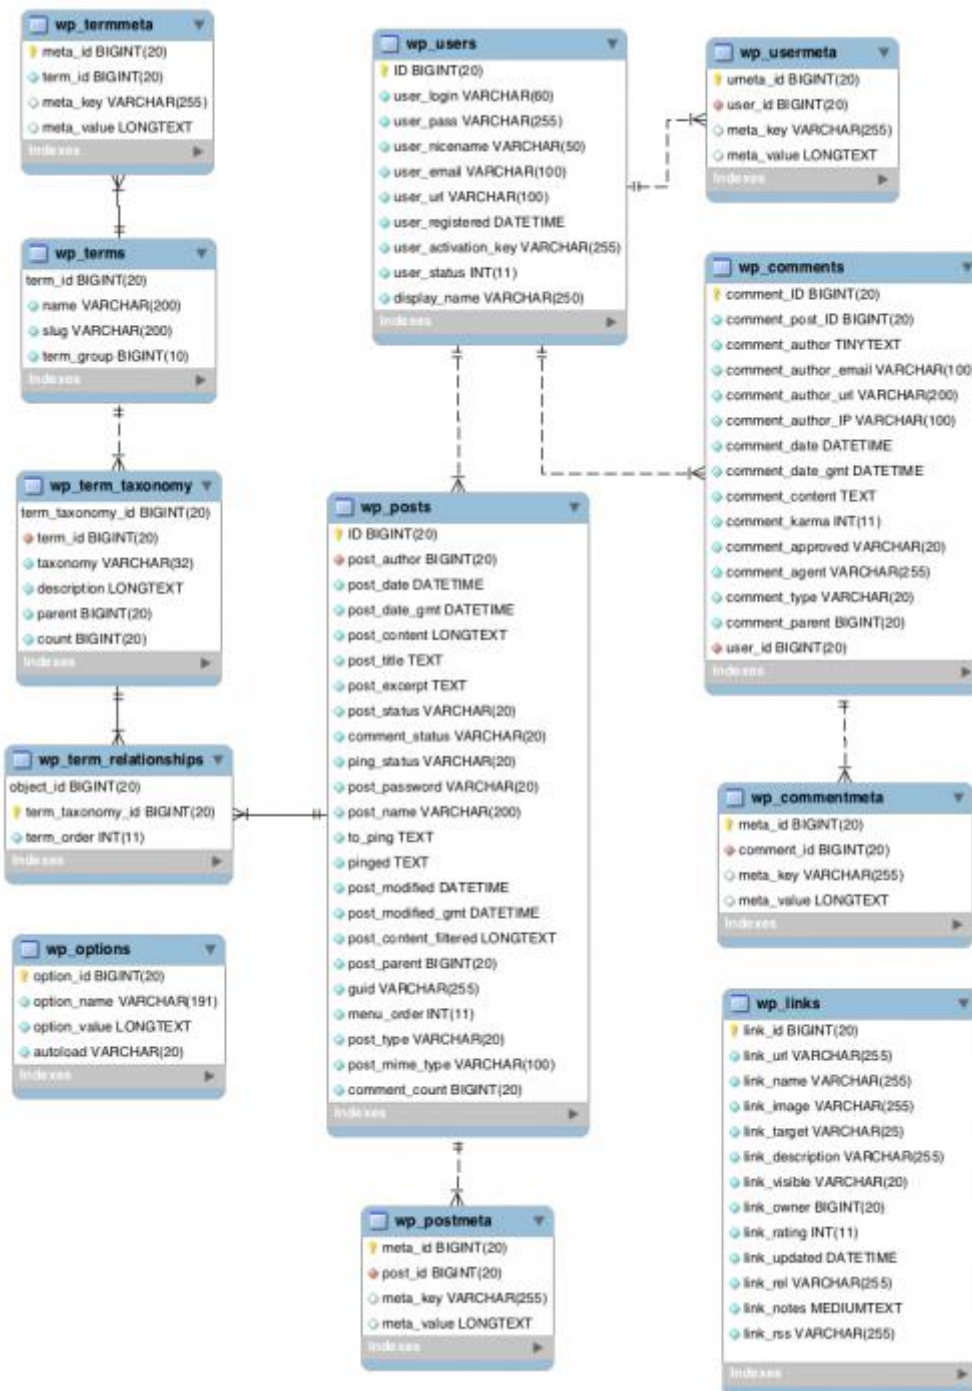 wp_termmeta
meta_id BIGINT(20)
term_id BIGINT(20)
meta_key VARCHAR(255)
meta_value LONGTEXT
Indexes
wp_terms
term_id BIGINT(20)
name VARCHAR(200)
slug VARCHAR(200)
term_group BIGINT(10)
Indexes
wp_term_taxonomy
term_taxonomy_id BIGINT(20)
term_id BIGINT(20)
taxonomy VARCHAR(32)
description LONGTEXT
parent BIGINT(20)
count BIGINT(20)
Indexes
wp_term_relationships
object_id BIGINT(20)
term_taxonomy_id BIGINT(20)
term_order INT(11)
Indexes
wp_options
option_id BIGINT(20)
option_name VARCHAR(191)
option_value LONGTEXT
autoload VARCHAR(20)
Indexes
wp_users
ID BIGINT(20)
user_login VARCHAR(60)
user_pass VARCHAR(255)
user_nicename VARCHAR(50)
user_email VARCHAR(100)
user_url VARCHAR(100)
user_registered DATETIME
user_activation_key VARCHAR(255)
user_status INT(11)
display_name VARCHAR(250)
Indexes
wp_posts
ID BIGINT(20)
post_author BIGINT(20)
post_date DATETIME
post_date_gmt DATETIME
post_content LONGTEXT
post_title TEXT
post_excerpt TEXT
post_status VARCHAR(20)
comment_status VARCHAR(20)
ping_status VARCHAR(20)
post_password VARCHAR(20)
post_name VARCHAR(200)
to_ping TEXT
pinged TEXT
post_modified DATETIME
post_modified_gmt DATETIME
post_content_filtered LONGTEXT
post_parent BIGINT(20)
guid VARCHAR(255)
menu_order INT(11)
post_type VARCHAR(20)
post_mime_type VARCHAR(100)
comment_count BIGINT(20)
Indexes
wp_postmeta
meta_id BIGINT(20)
post_id BIGINT(20)
meta_key VARCHAR(255)
meta_value LONGTEXT
Indexes
wp_usermeta
umeta_id BIGINT(20)
user_id BIGINT(20)
meta_key VARCHAR(255)
meta_value LONGTEXT
Indexes
wp_comments
comment_ID BIGINT(20)
comment_post_ID BIGINT(20)
comment_author TINYTEXT
comment_author_email VARCHAR(100
comment_author_url VARCHAR(200)
comment_author_IP VARCHAR(100)
comment_date DATETIME
comment_date_gmt DATETIME
comment_content TEXT
comment_karma INT(11)
comment_approved VARCHAR(20)
comment_agent VARCHAR(255)
comment_type VARCHAR(20)
comment_parent BIGINT(20)
user_id BIGINT(20)
Indexes
wp_commentmeta
meta_id BIGINT(20)
comment_id BIGINT(20)
meta_key VARCHAR(255)
meta_value LONGTEXT
Indexes
wp_links
link_id BIGINT(20)
link_url VARCHAR(255)
link_name VARCHAR(255)
link_image VARCHAR(255)
link_target VARCHAR(25)
link_description VARCHAR(255)
link_visible VARCHAR(20)
link_owner BIGINT(20)
link_rating INT(11)
link_updated DATETIME
link_rel VARCHAR(255)
link_notes MEDIUMTEXT
link_rss VARCHAR(255)
Indexes